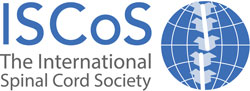 ISCoS
The International
Spinal Cord Society